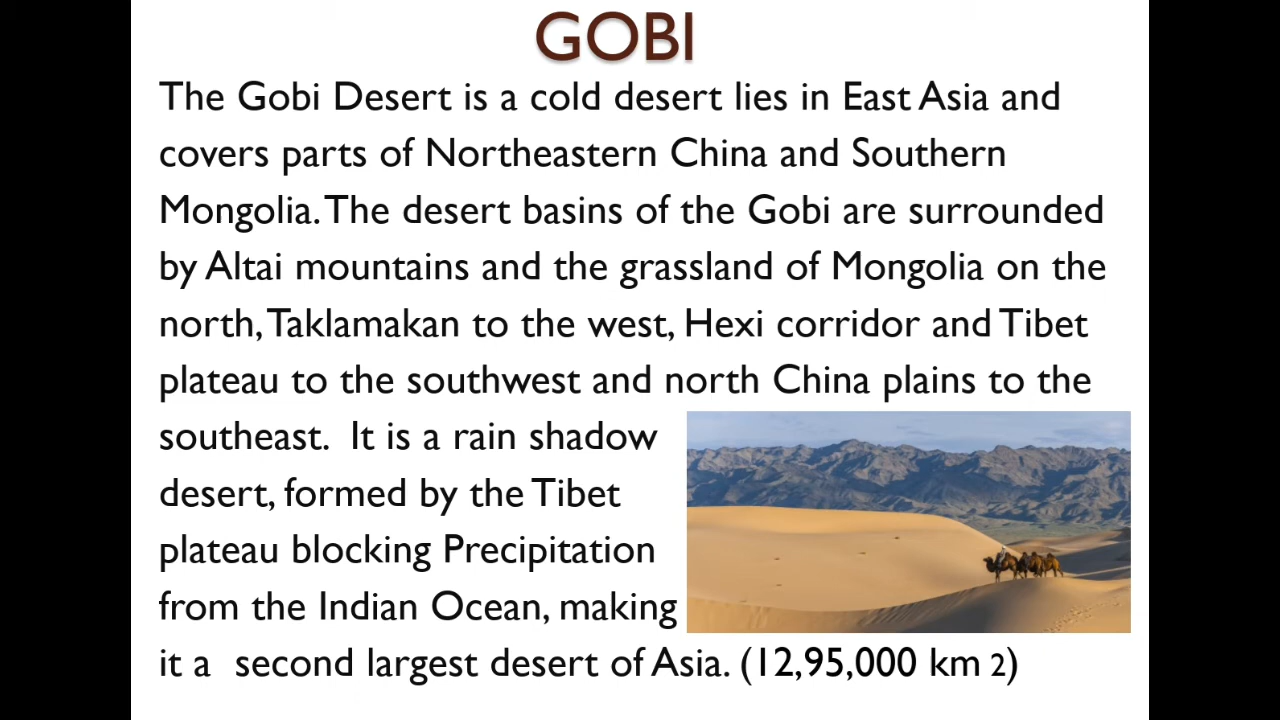 GOBI
The Gobi Desert is a cold desert lies in East Asia and
covers parts of Northeastern China and Southern
Mongolia. The desert basins of the Gobi are surrounded
by Altai mountains and the grassland of Mongolia on the
north, Taklamakan to the west, Hexi corridor and Tibet
plateau to the southwest and north China plains to the
southeast.  It is a rain shadow
desert, formed by the Tibet
plateau blocking Precipitation
from the Indian Ocean, making
it a  second largest desert of Asia. (12,95,000 km 2)